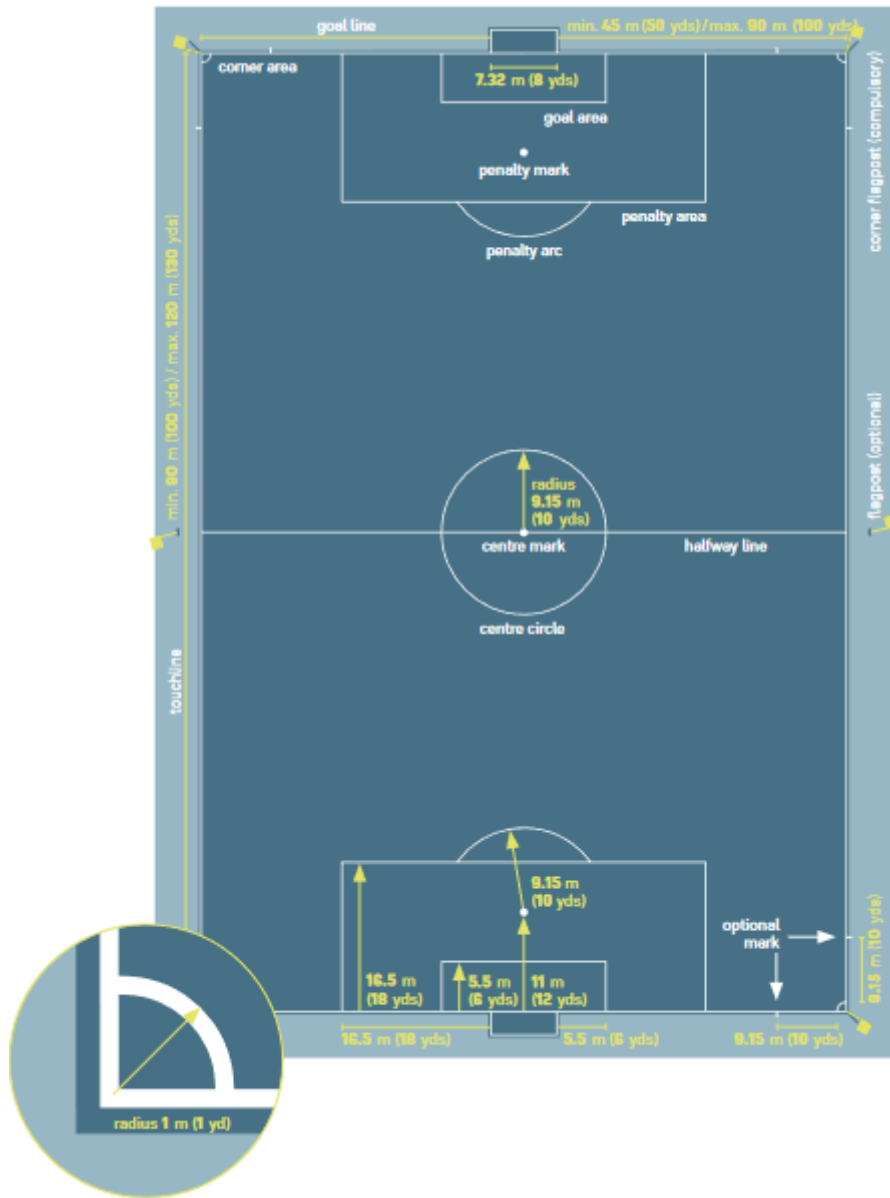 goal line
min. 45 m (50 yds)/max. 90 m (100 yds)
corner area
7.32 m (8 yds)
goal area
corner flagpost (compulsory)
penalty mark
penalty area
penalty arc
min. 90 m (100 yds) / max. 120 m (130 yds)
flagpost (optional)
radius
9.15 m
(10 yds)
centre mark
halfway line
centre circle
touchline
9.15 m
(10 yds)
optional
mark
9.15 m (10 yds)
16.5 m
(18 yds)
5.5 m
(6 yds)
11 m
(12 yds)
16.5 m (18 yds)
5.5 m (6 yds)
9.15 m (10 yds)
radius 1 m (1 yd)